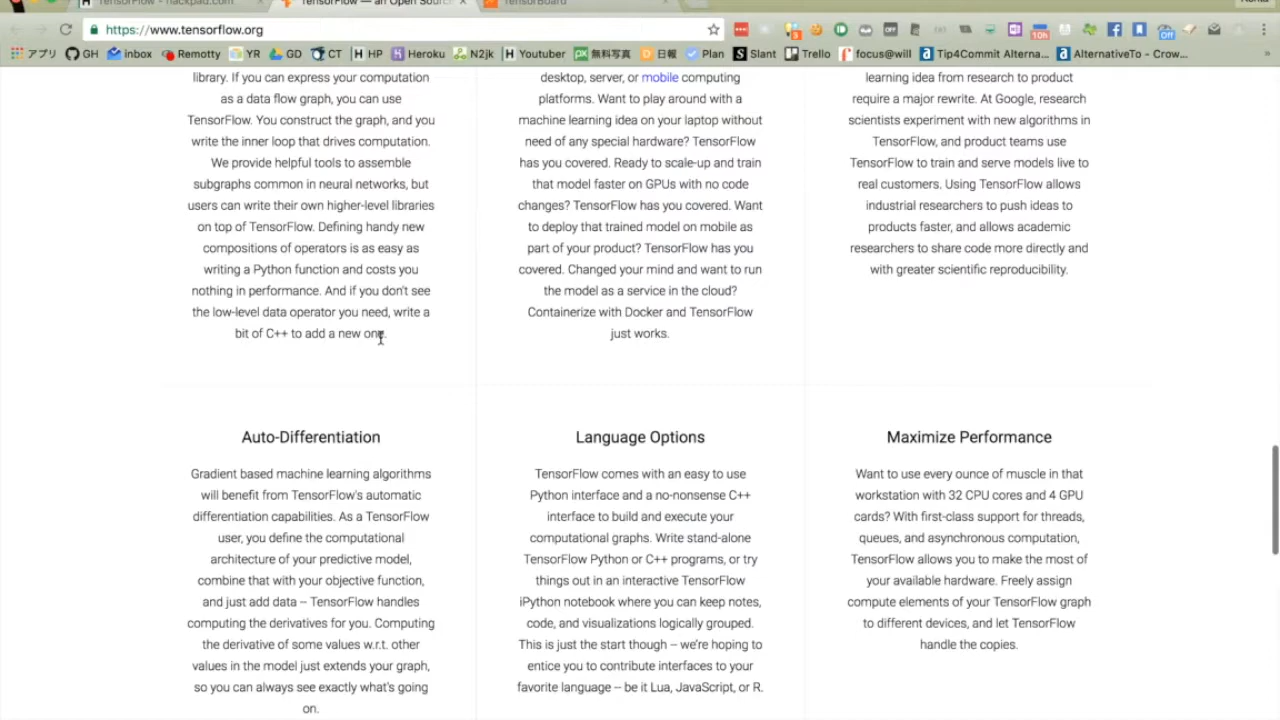 TensorFlow - hackpad.com
TensorFlow — an Open Source
TensorBoard
https://www.tensorflow.org
アプリ GH inbox Remotty YR GD CT HP Heroku N2jk Youtuber 無料写真 日報 Plan Slant Trello focus@will Tip4Commit Alterna... AlternativeTo - Crow...
library. If you can express your computation
as a data flow graph, you can use
TensorFlow. You construct the graph, and you
write the inner loop that drives computation.
We provide helpful tools to assemble
subgraphs common in neural networks, but
users can write their own higher-level libraries
on top of TensorFlow. Defining handy new
compositions of operators is as easy as
writing a Python function and costs you
nothing in performance. And if you don't see
the low-level data operator you need, write a
bit of C++ to add a new one.
desktop, server, or mobile computing
platforms. Want to play around with a
machine learning idea on your laptop without
need of any special hardware? TensorFlow
has you covered. Ready to scale-up and train
that model faster on GPUs with no code
changes? TensorFlow has you covered. Want
to deploy that trained model on mobile as
part of your product? TensorFlow has you
covered. Changed your mind and want to run
the model as a service in the cloud?
Containerize with Docker and TensorFlow
just works.
learning idea from research to product
require a major rewrite. At Google, research
scientists experiment with new algorithms in
TensorFlow, and product teams use
TensorFlow to train and serve models live to
real customers. Using TensorFlow allows
industrial researchers to push ideas to
products faster, and allows academic
researchers to share code more directly and
with greater scientific reproducibility.
Auto-Differentiation
Gradient based machine learning algorithms
will benefit from TensorFlow's automatic
differentiation capabilities. As a TensorFlow
user, you define the computational
architecture of your predictive model,
combine that with your objective function,
and just add data -- TensorFlow handles
computing the derivatives for you. Computing
the derivative of some values w.r.t. other
values in the model just extends your graph,
so you can always see exactly what's going
on.
Language Options
TensorFlow comes with an easy to use
Python interface and a no-nonsense C++
interface to build and execute your
computational graphs. Write stand-alone
TensorFlow Python or C++ programs, or try
things out in an interactive TensorFlow
iPython notebook where you can keep notes,
code, and visualizations logically grouped.
This is just the start though -- we're hoping to
entice you to contribute interfaces to your
favorite language -- be it Lua, JavaScript, or R.
Maximize Performance
Want to use every ounce of muscle in that
workstation with 32 CPU cores and 4 GPU
cards? With first-class support for threads,
queues, and asynchronous computation,
TensorFlow allows you to make the most of
your available hardware. Freely assign
compute elements of your TensorFlow graph
to different devices, and let TensorFlow
handle the copies.